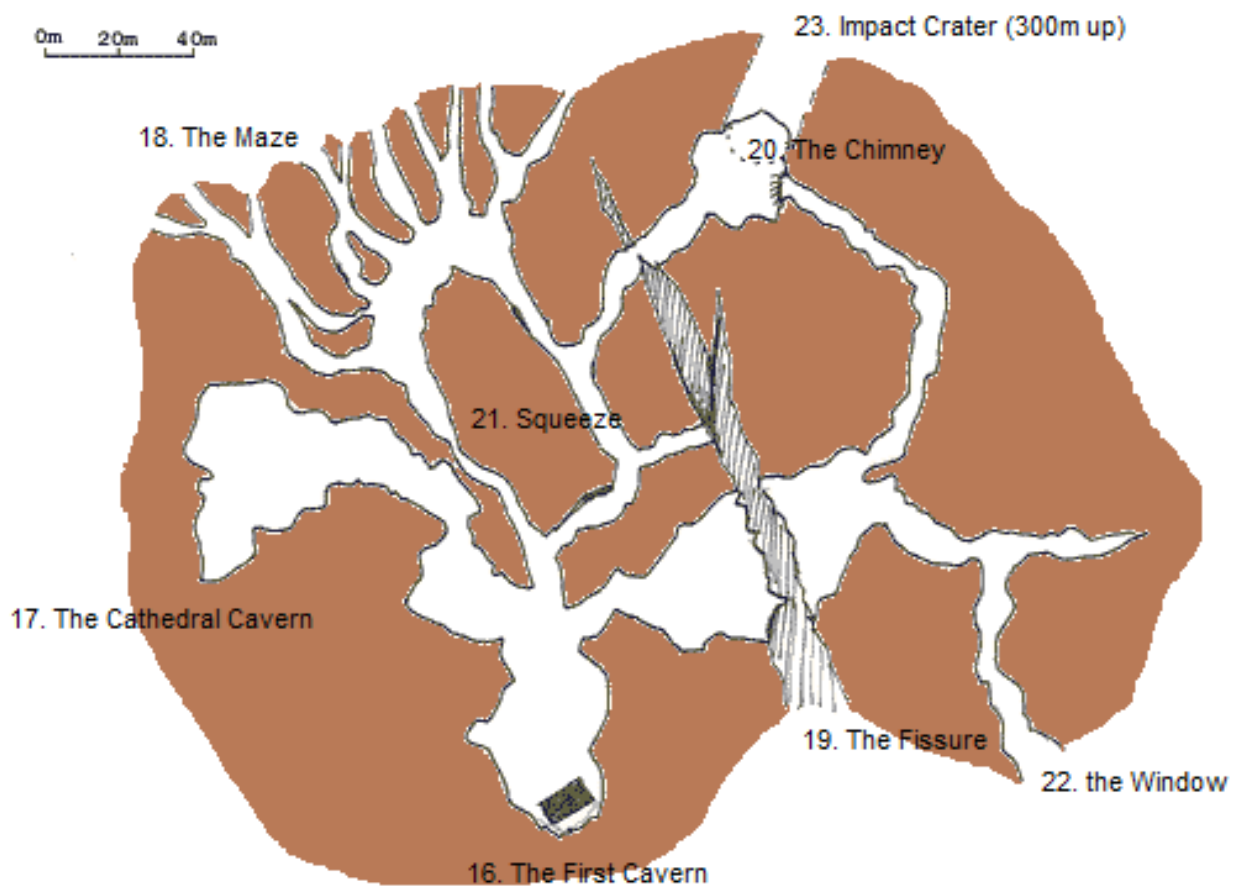 0m 20m 40m
23. Impact Crater (300m up)
18. The Maze
20. The Chimney
21. Squeeze
17. The Cathedral Cavern
19. The Fissure
22. the Window
16. The First Cavern